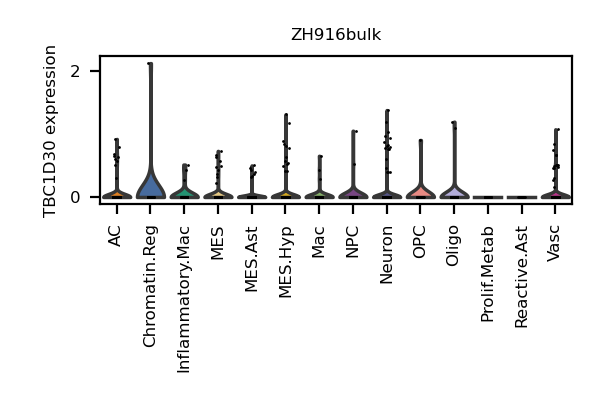 ZH916bulk
TBC1D30 expression
2
0
AC
Chromatin.Reg
Inflammatory.Mac
MES
MES.Ast
MES.Hyp
Mac
NPC
Neuron
OPC
Oligo
Prolif.Metab
Reactive.Ast
Vasc